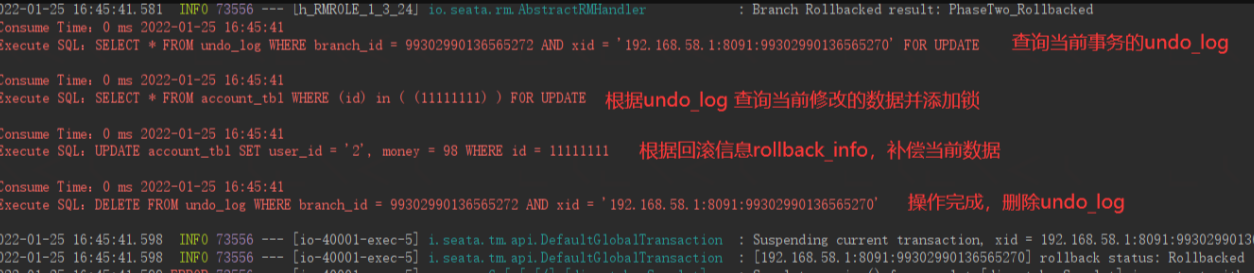 022-01-25 16:45:41.581 INFO 73556 --- [h_RMROLE_1_3_24] io.seata.rm.AbstractRMHandler : Branch Rollbacked result: PhaseTwo_Rollbacked
Consume Time：0 ms 2022-01-25 16:45:41
Execute SQL：SELECT * FROM undo_log WHERE branch_id = 99302990136565272 AND xid = '192.168.58.1:8091:99302990136565270' FOR UPDATE 查询当前事务的undo_log
Consume Time：0 ms 2022-01-25 16:45:41
Execute SQL：SELECT * FROM account_tbl WHERE (id) in ( (11111111) ) FOR UPDATE 根据undo_log 查询当前修改的数据并添加锁
Consume Time：0 ms 2022-01-25 16:45:41
Execute SQL：UPDATE account_tbl SET user_id = '2', money = 98 WHERE id = 11111111 根据回滚信息rollback_info，补偿当前数据
Consume Time：0 ms 2022-01-25 16:45:41
Execute SQL：DELETE FROM undo_log WHERE branch_id = 99302990136565272 AND xid = '192.168.58.1:8091:99302990136565270' 操作完成，删除undo_log
022-01-25 16:45:41.598 INFO 73556 --- [io-40001-exec-5] i.seata.tm.api.DefaultGlobalTransaction : Suspending current transaction, xid = 192.168.58.1:8091:9930299013
022-01-25 16:45:41.598 INFO 73556 --- [io-40001-exec-5] i.seata.tm.api.DefaultGlobalTransaction : [192.168.58.1:8091:99302990136565270] rollback status: Rollbacked